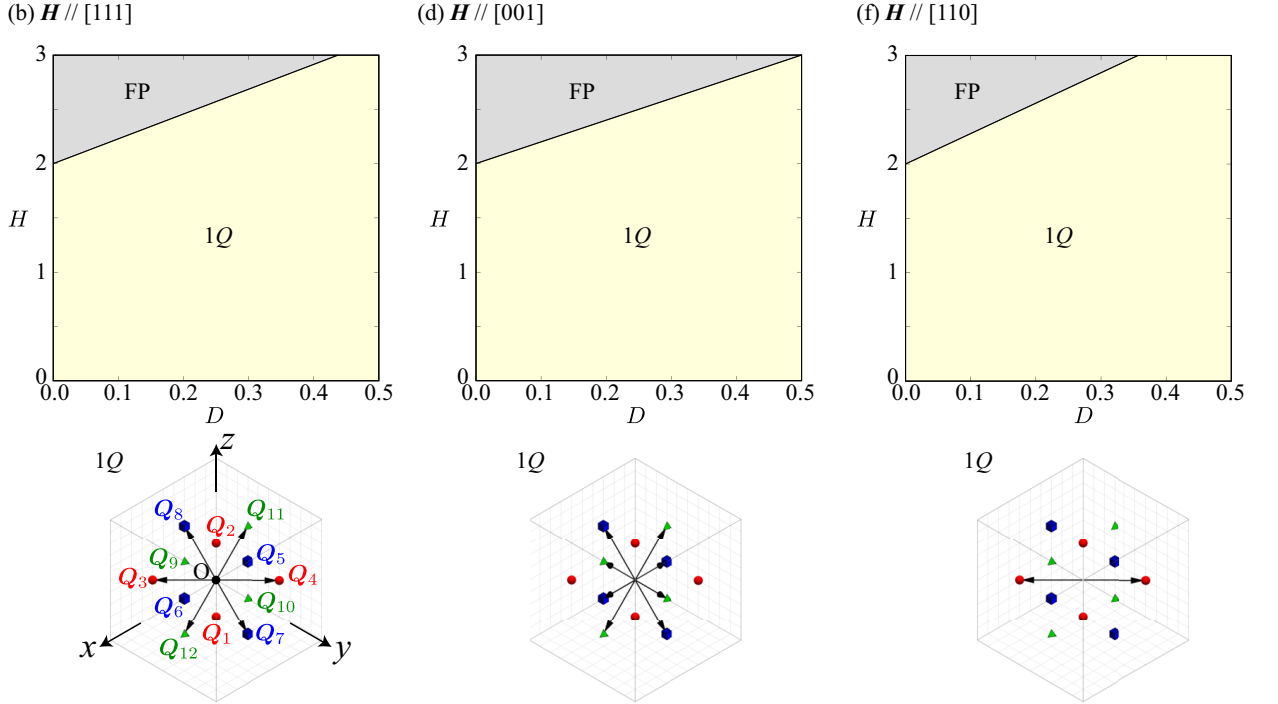 (b) H // [111]
(d) H // [001]
(f) H // [110]
3
FP
2
H
1Q
1
0
0.0 0.1 0.2 0.3 0.4 0.5
D
3
FP
2
H
1Q
1
0
0.0 0.1 0.2 0.3 0.4 0.5
D
3
FP
2
H
1Q
1
0
0.0 0.1 0.2 0.3 0.4 0.5
D
1Q
z
Q8
Q11
Q2
Q9
O
Q5
Q3
Q4
Q6
Q10
Q1
Q7
Q12
x
y
1Q
1Q